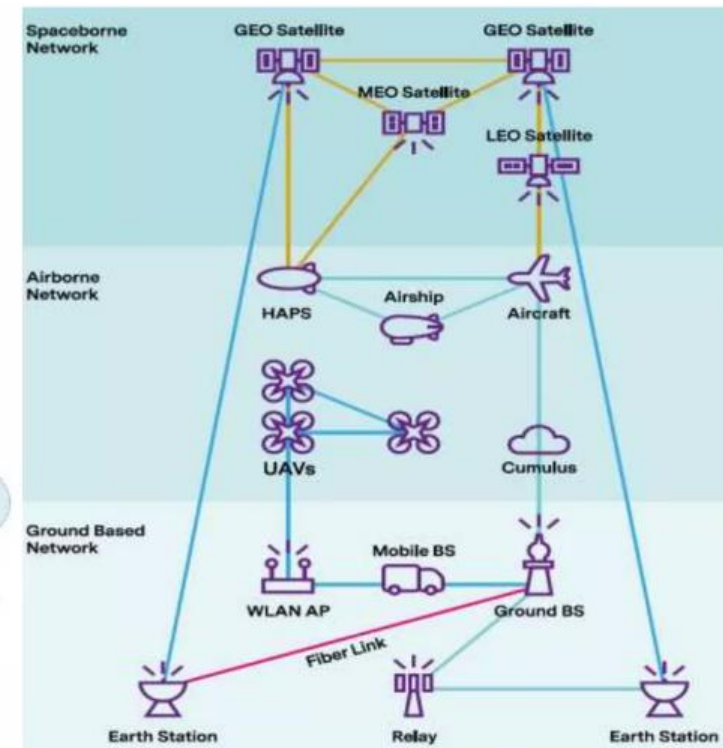 Spaceborne
Network
GEO Satellite
GEO Satellite
MEO Satellite
LEO Satellite
Airborne
Network
HAPS
Airship
Aircraft
UAVs
Cumulus
Ground Based
Network
Mobile BS
WLAN AP
Ground BS
Fiber Link
Earth Station
Relay
Earth Station